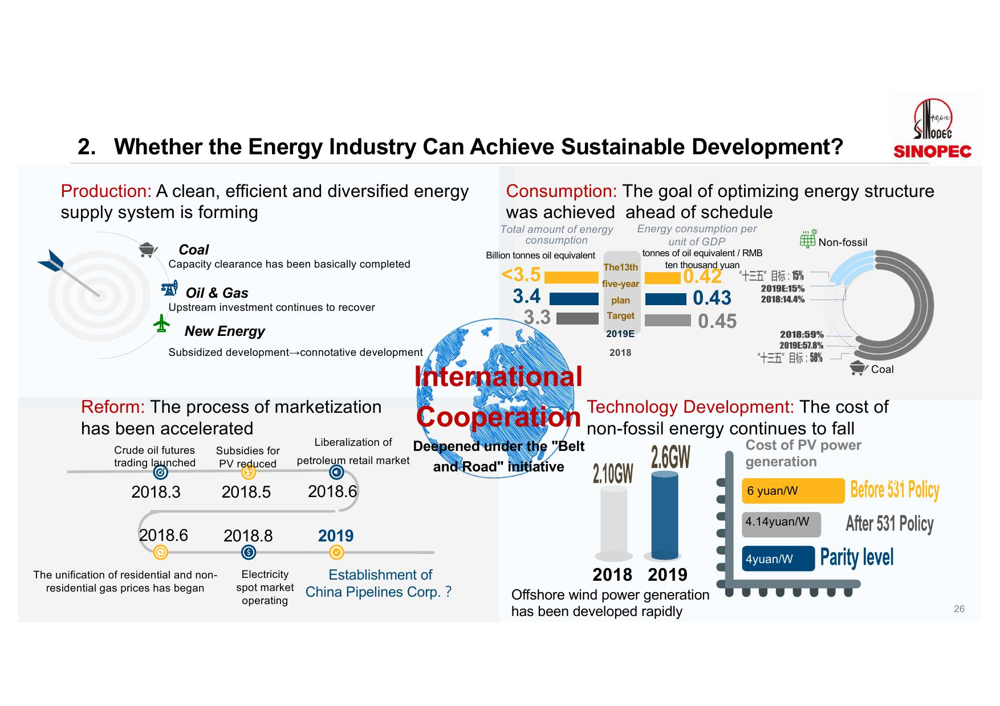 中国石化
SINOPEC
SINOPEC
2. Whether the Energy Industry Can Achieve Sustainable Development?
Production: A clean, efficient and diversified energy
supply system is forming
Coal
Capacity clearance has been basically completed
Oil & Gas
Upstream investment continues to recover
New Energy
Subsidized development→connotative development
Consumption: The goal of optimizing energy structure
was achieved ahead of schedule
Total amount of energy
consumption
Billion tonnes oil equivalent
<3.5
3.4
3.3
The13th
five-year
plan
Target
2019E
2018
Energy consumption per
unit of GDP
tonnes of oil equivalent / RMB
ten thousand yuan
0.42
0.43
0.45
Non-fossil
“十三五”目标：15%
2019E:15%
2018:14.4%
2018:59%
2019E:57.8%
“十三五”目标：58%
Coal
International
Cooperation
Deepened under the "Belt
and Road" initiative
Reform: The process of marketization
has been accelerated
Crude oil futures
trading launched
2018.3
Subsidies for
PV reduced
2018.5
Liberalization of
petroleum retail market
2018.6
2018.6
The unification of residential and non-
residential gas prices has began
2018.8
Electricity
spot market
operating
2019
Establishment of
China Pipelines Corp.？
Technology Development: The cost of
non-fossil energy continues to fall
2.10GW
2.6GW
2018
2019
Offshore wind power generation
has been developed rapidly
Cost of PV power
generation
6 yuan/W
Before 531 Policy
4.14yuan/W
After 531 Policy
4yuan/W
Parity level
26